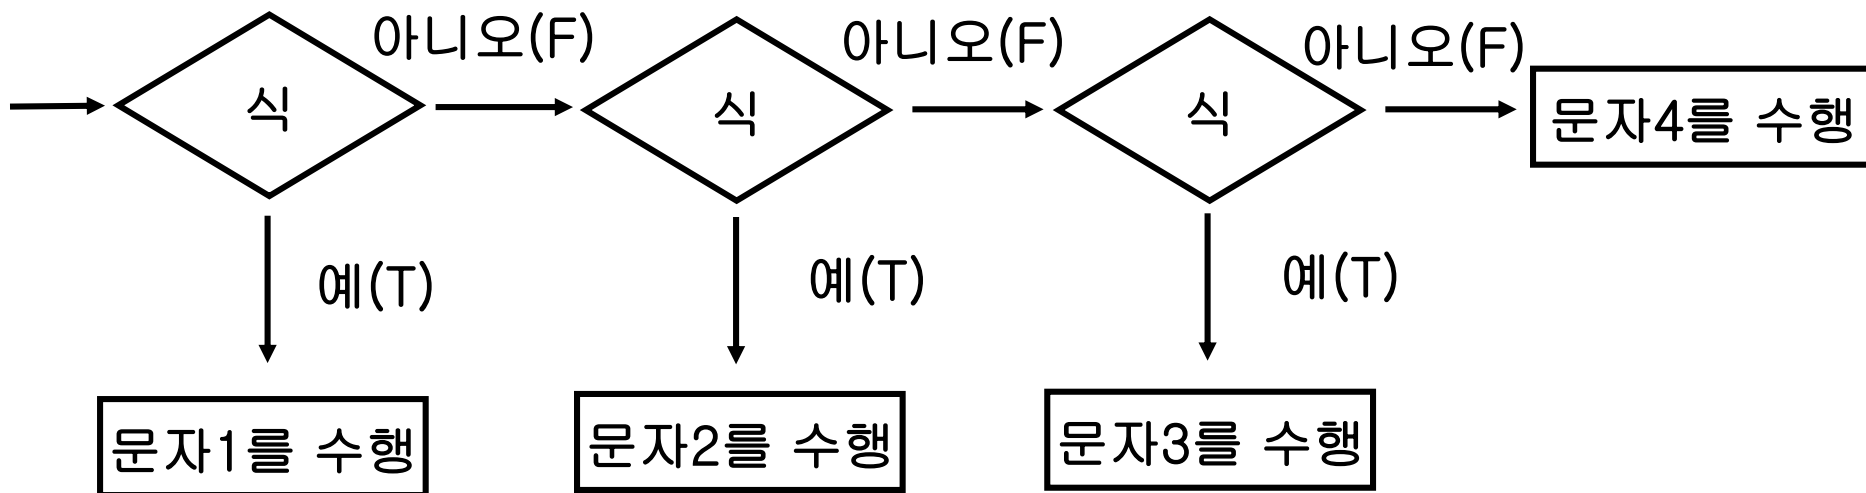 아니오(F)
아니오(F)
아니오(F)
식
식
식
문자4를 수행
예(T)
예(T)
예(T)
문자1를 수행
문자2를 수행
문자3를 수행